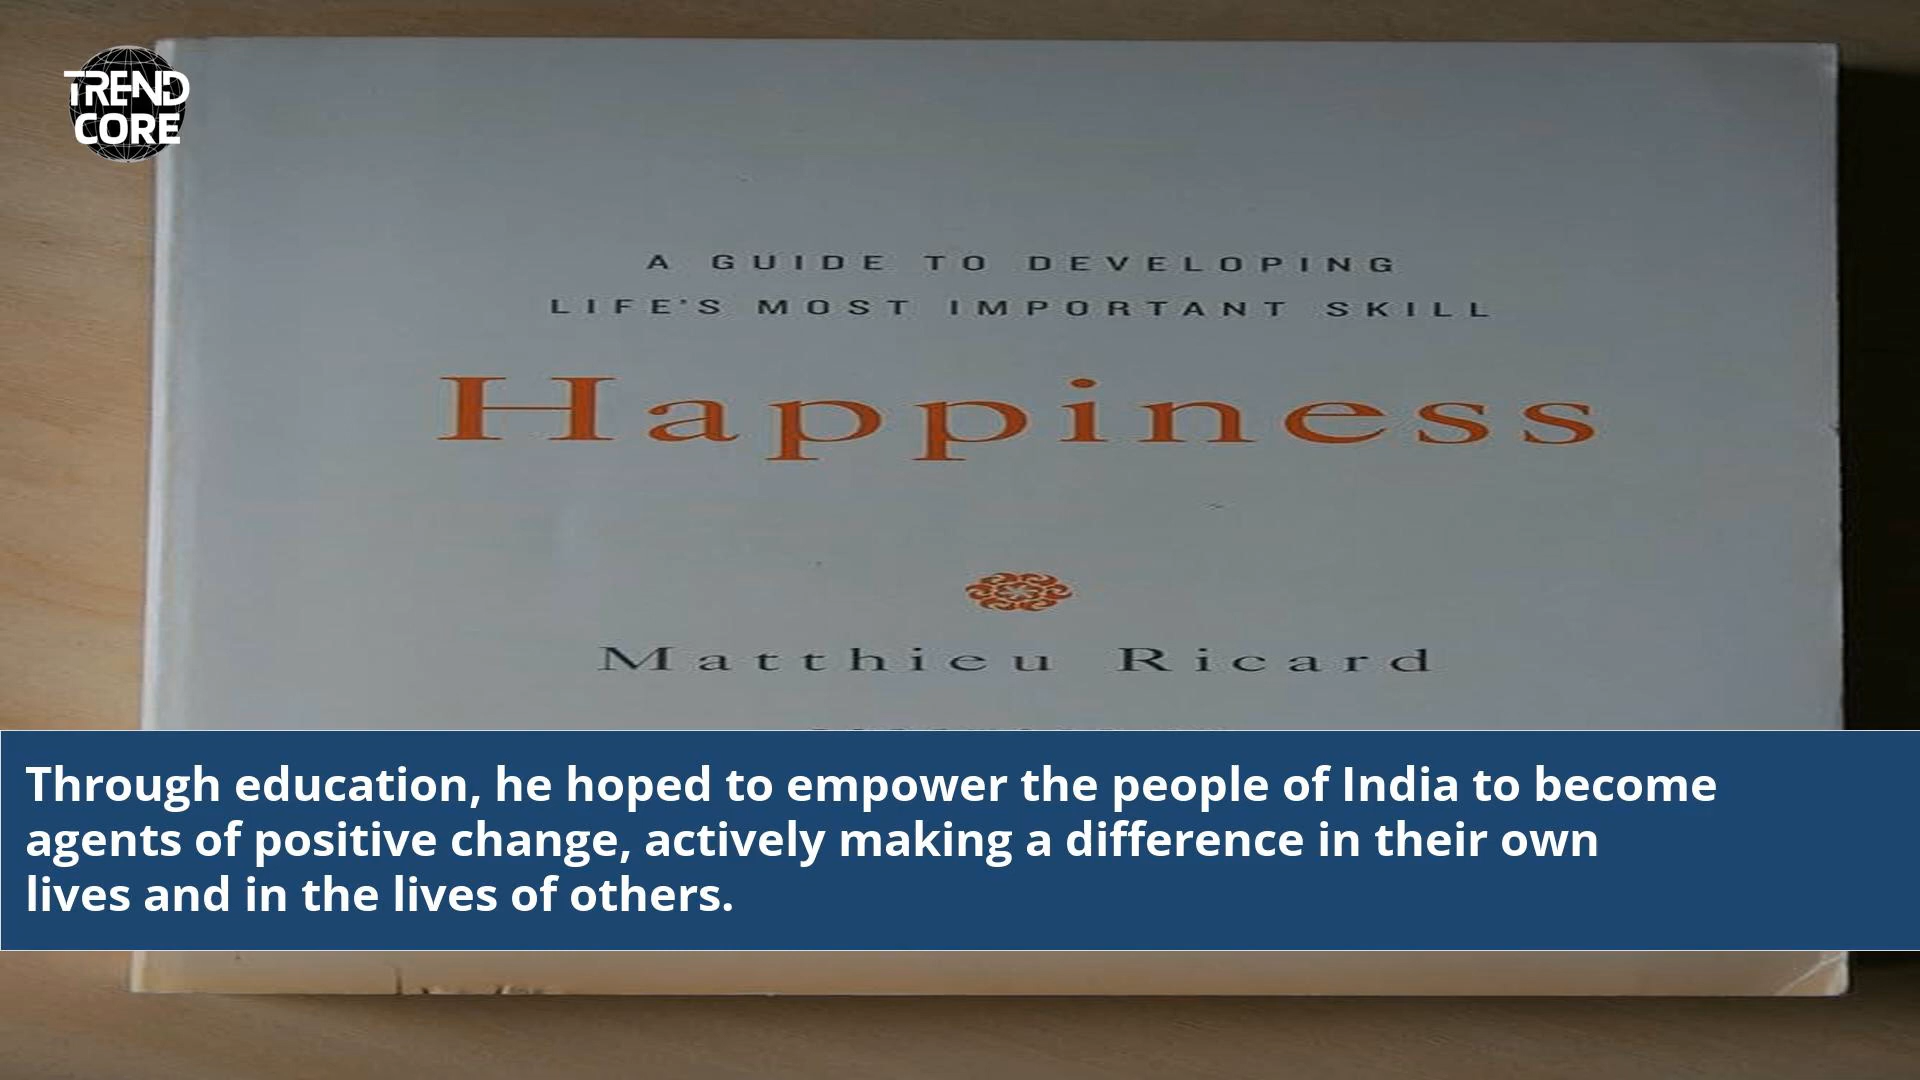 TREND
CORE
A GUIDE TO DEVELOPING
LIFE'S MOST IMPORTANT SKILL
Happiness
Matthieu Ricard
Through education, he hoped to empower the people of India to become
agents of positive change, actively making a difference in their own
lives and in the lives of others.